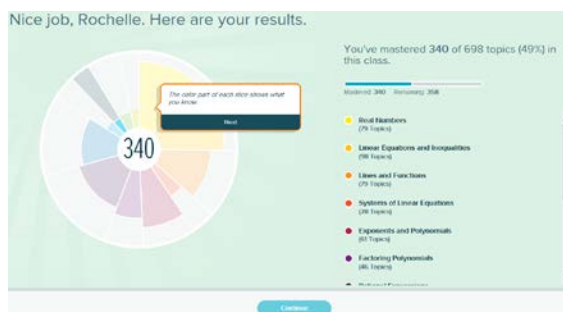 Nice job, Rochelle. Here are your results.
You've mastered 340 of 698 topics (49%) in
this class.
Mastered 340 Remaining 358
The color part of each slice shows what
you know.
Next
340
Real Numbers
(79 Topics)
Linear Equations and Inequalities
(98 Topics)
Lines and Functions
(79 Topics)
Systems of Linear Equations
(28 Topics)
Exponents and Polynomials
(61 Topics)
Factoring Polynomials
(46 Topics)
Continue